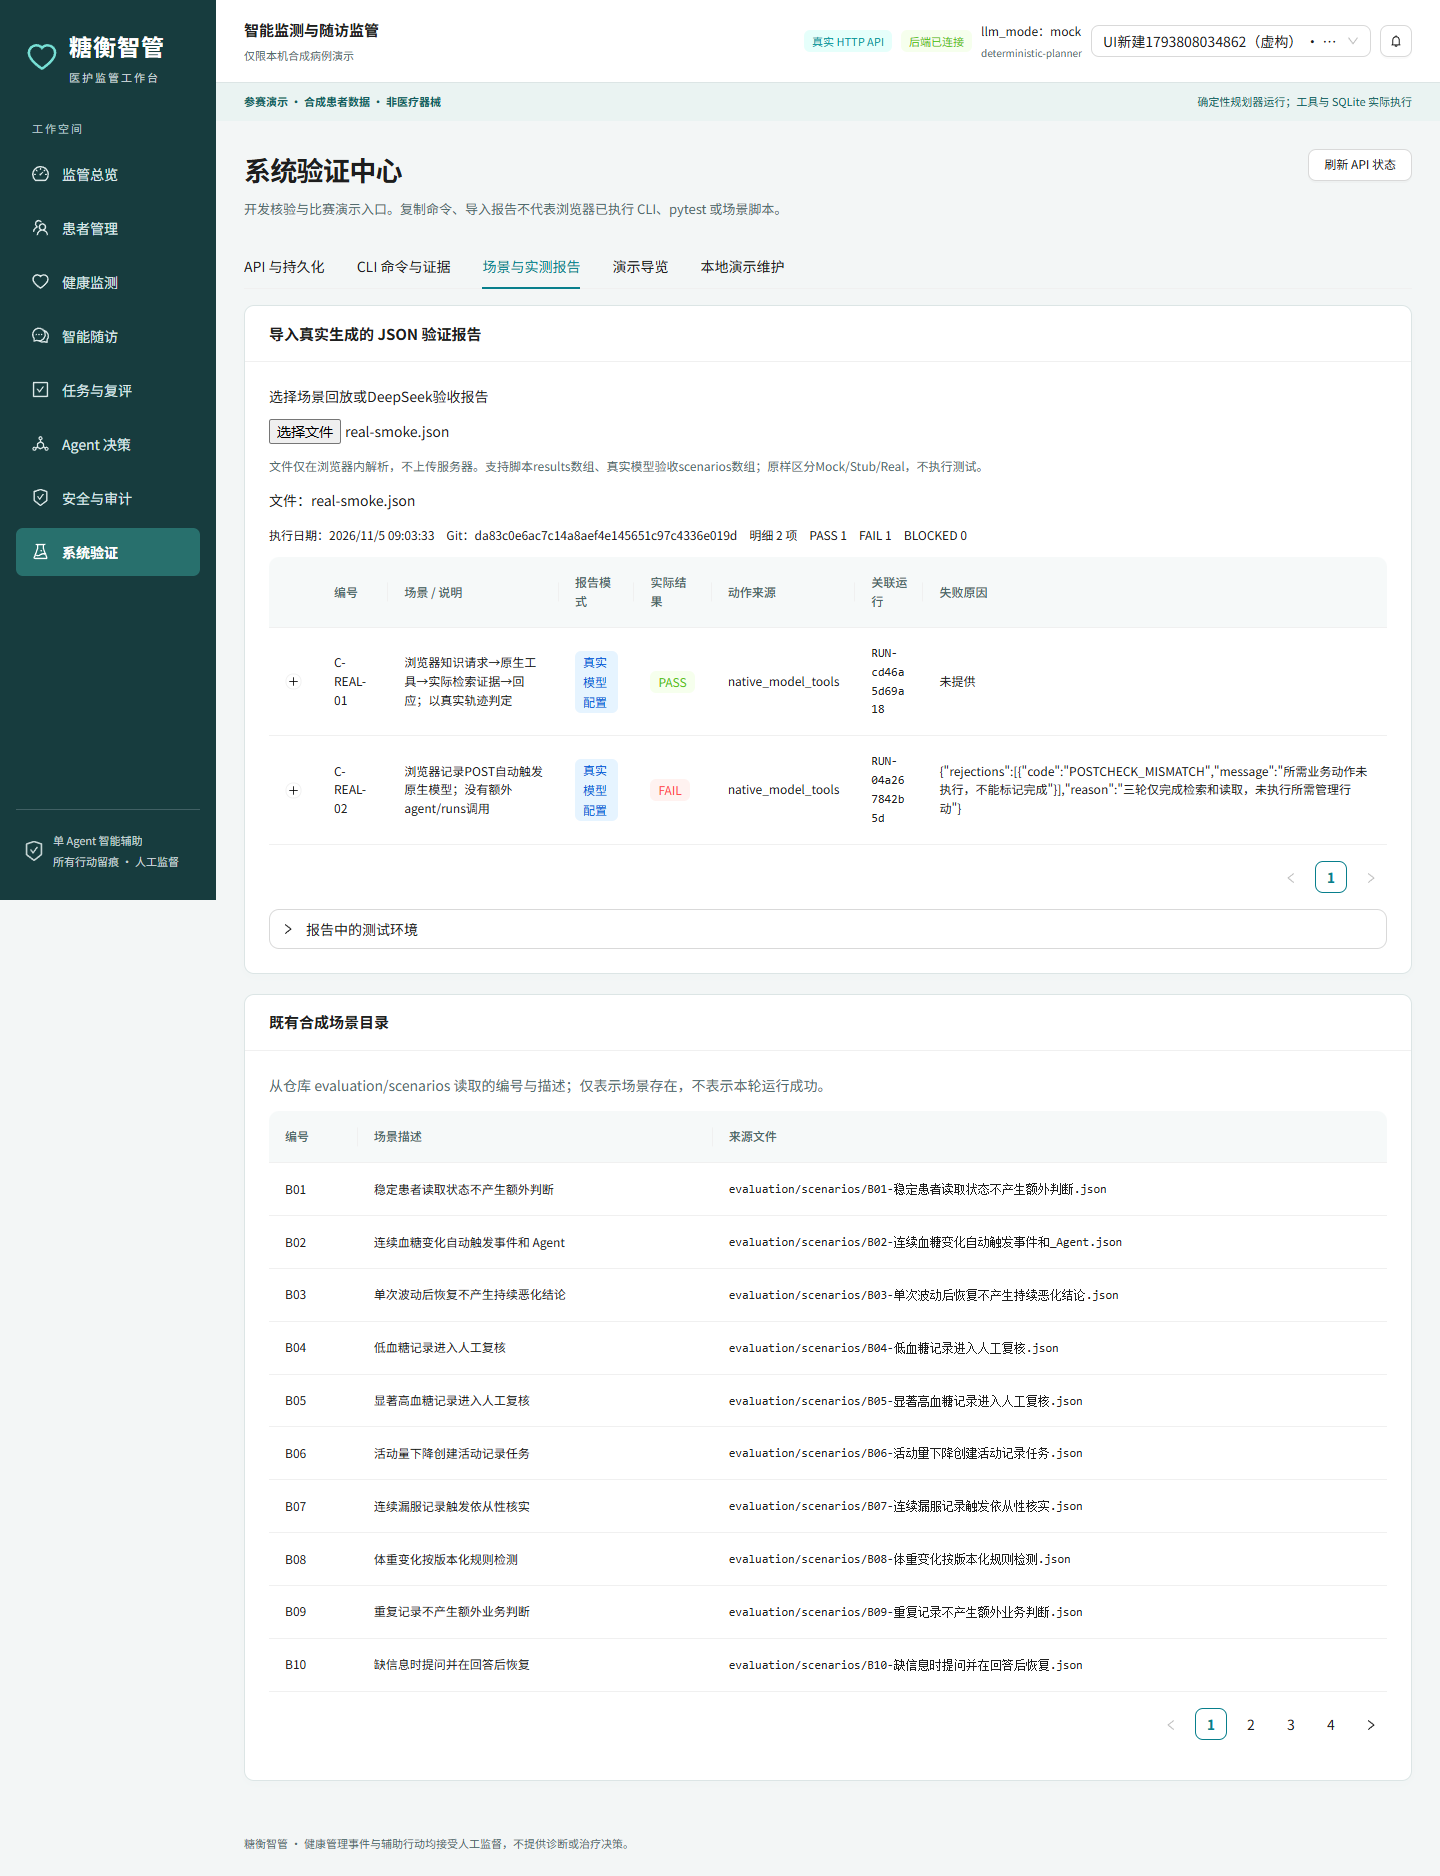 糖衡智管
医护监管工作台
工作空间
监管总览
患者管理
健康监测
智能随访
任务与复评
Agent 决策
安全与审计
系统验证
单 Agent 智能辅助
所有行动留痕 · 人工监督
智能监测与随访监管
仅限本机合成病例演示
真实 HTTP API
后端已连接
llm_mode：mock
deterministic-planner
UI新建1793808034862（虚构） · ···
参赛演示 · 合成患者数据 · 非医疗器械
确定性规划器运行；工具与 SQLite 实际执行
系统验证中心
刷新 API 状态
开发核验与比赛演示入口。复制命令、导入报告不代表浏览器已执行 CLI、pytest 或场景脚本。
API 与持久化
CLI 命令与证据
场景与实测报告
演示导览
本地演示维护
导入真实生成的 JSON 验证报告
选择场景回放或DeepSeek验收报告
选择文件 real-smoke.json
文件仅在浏览器内解析，不上传服务器。支持脚本results数组、真实模型验收scenarios数组；原样区分Mock/Stub/Real，不执行测试。
文件：real-smoke.json
执行日期：2026/11/5 09:03:33 Git：da83c0e6ac7c14a8aef4e145651c97c4336e019d 明细 2 项 PASS 1 FAIL 1 BLOCKED 0
编号
场景 / 说明
报告模
式
实际结
果
动作来源
关联运
行
失败原因
C-
REAL-
01
浏览器知识请求→原生工
具→实际检索证据→回
应；以真实轨迹判定
真实
模型
配置
PASS
native_model_tools
RUN-
cd46a
5d69a
18
未提供
C-
REAL-
02
浏览器记录POST自动触发
原生模型；没有额外
agent/runs调用
真实
模型
配置
FAIL
native_model_tools
RUN-
04a26
7842b
5d
{"rejections":[{"code":"POSTCHECK_MISMATCH","message":"所需业务动作未
执行，不能标记完成"}],"reason":"三轮仅完成检索和读取，未执行所需管理行
动"}
1
报告中的测试环境
既有合成场景目录
从仓库 evaluation/scenarios 读取的编号与描述；仅表示场景存在，不表示本轮运行成功。
编号 场景描述 来源文件
B01 稳定患者读取状态不产生额外判断 evaluation/scenarios/B01-稳定患者读取状态不产生额外判断.json
B02 连续血糖变化自动触发事件和 Agent evaluation/scenarios/B02-连续血糖变化自动触发事件和_Agent.json
B03 单次波动后恢复不产生持续恶化结论 evaluation/scenarios/B03-单次波动后恢复不产生持续恶化结论.json
B04 低血糖记录进入人工复核 evaluation/scenarios/B04-低血糖记录进入人工复核.json
B05 显著高血糖记录进入人工复核 evaluation/scenarios/B05-显著高血糖记录进入人工复核.json
B06 活动量下降创建活动记录任务 evaluation/scenarios/B06-活动量下降创建活动记录任务.json
B07 连续漏服记录触发依从性核实 evaluation/scenarios/B07-连续漏服记录触发依从性核实.json
B08 体重变化按版本化规则检测 evaluation/scenarios/B08-体重变化按版本化规则检测.json
B09 重复记录不产生额外业务判断 evaluation/scenarios/B09-重复记录不产生额外业务判断.json
B10 缺信息时提问并在回答后恢复 evaluation/scenarios/B10-缺信息时提问并在回答后恢复.json
1 2 3 4
糖衡智管 · 健康管理事件与辅助行动均接受人工监督，不提供诊断或治疗决策。